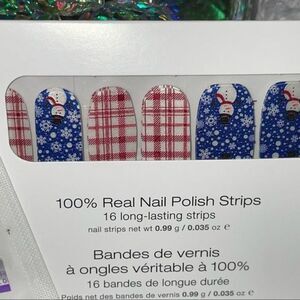 100% Real Nail Polish Strips
16 long-lasting strips
nail strips net wt 0.99 g / 0.035 oz e
Bandes de vernis
à ongles véritable à 100%
16 bandes de longue durée
Poids net des bandes de vernis 0.99 g / 0.035 oz e